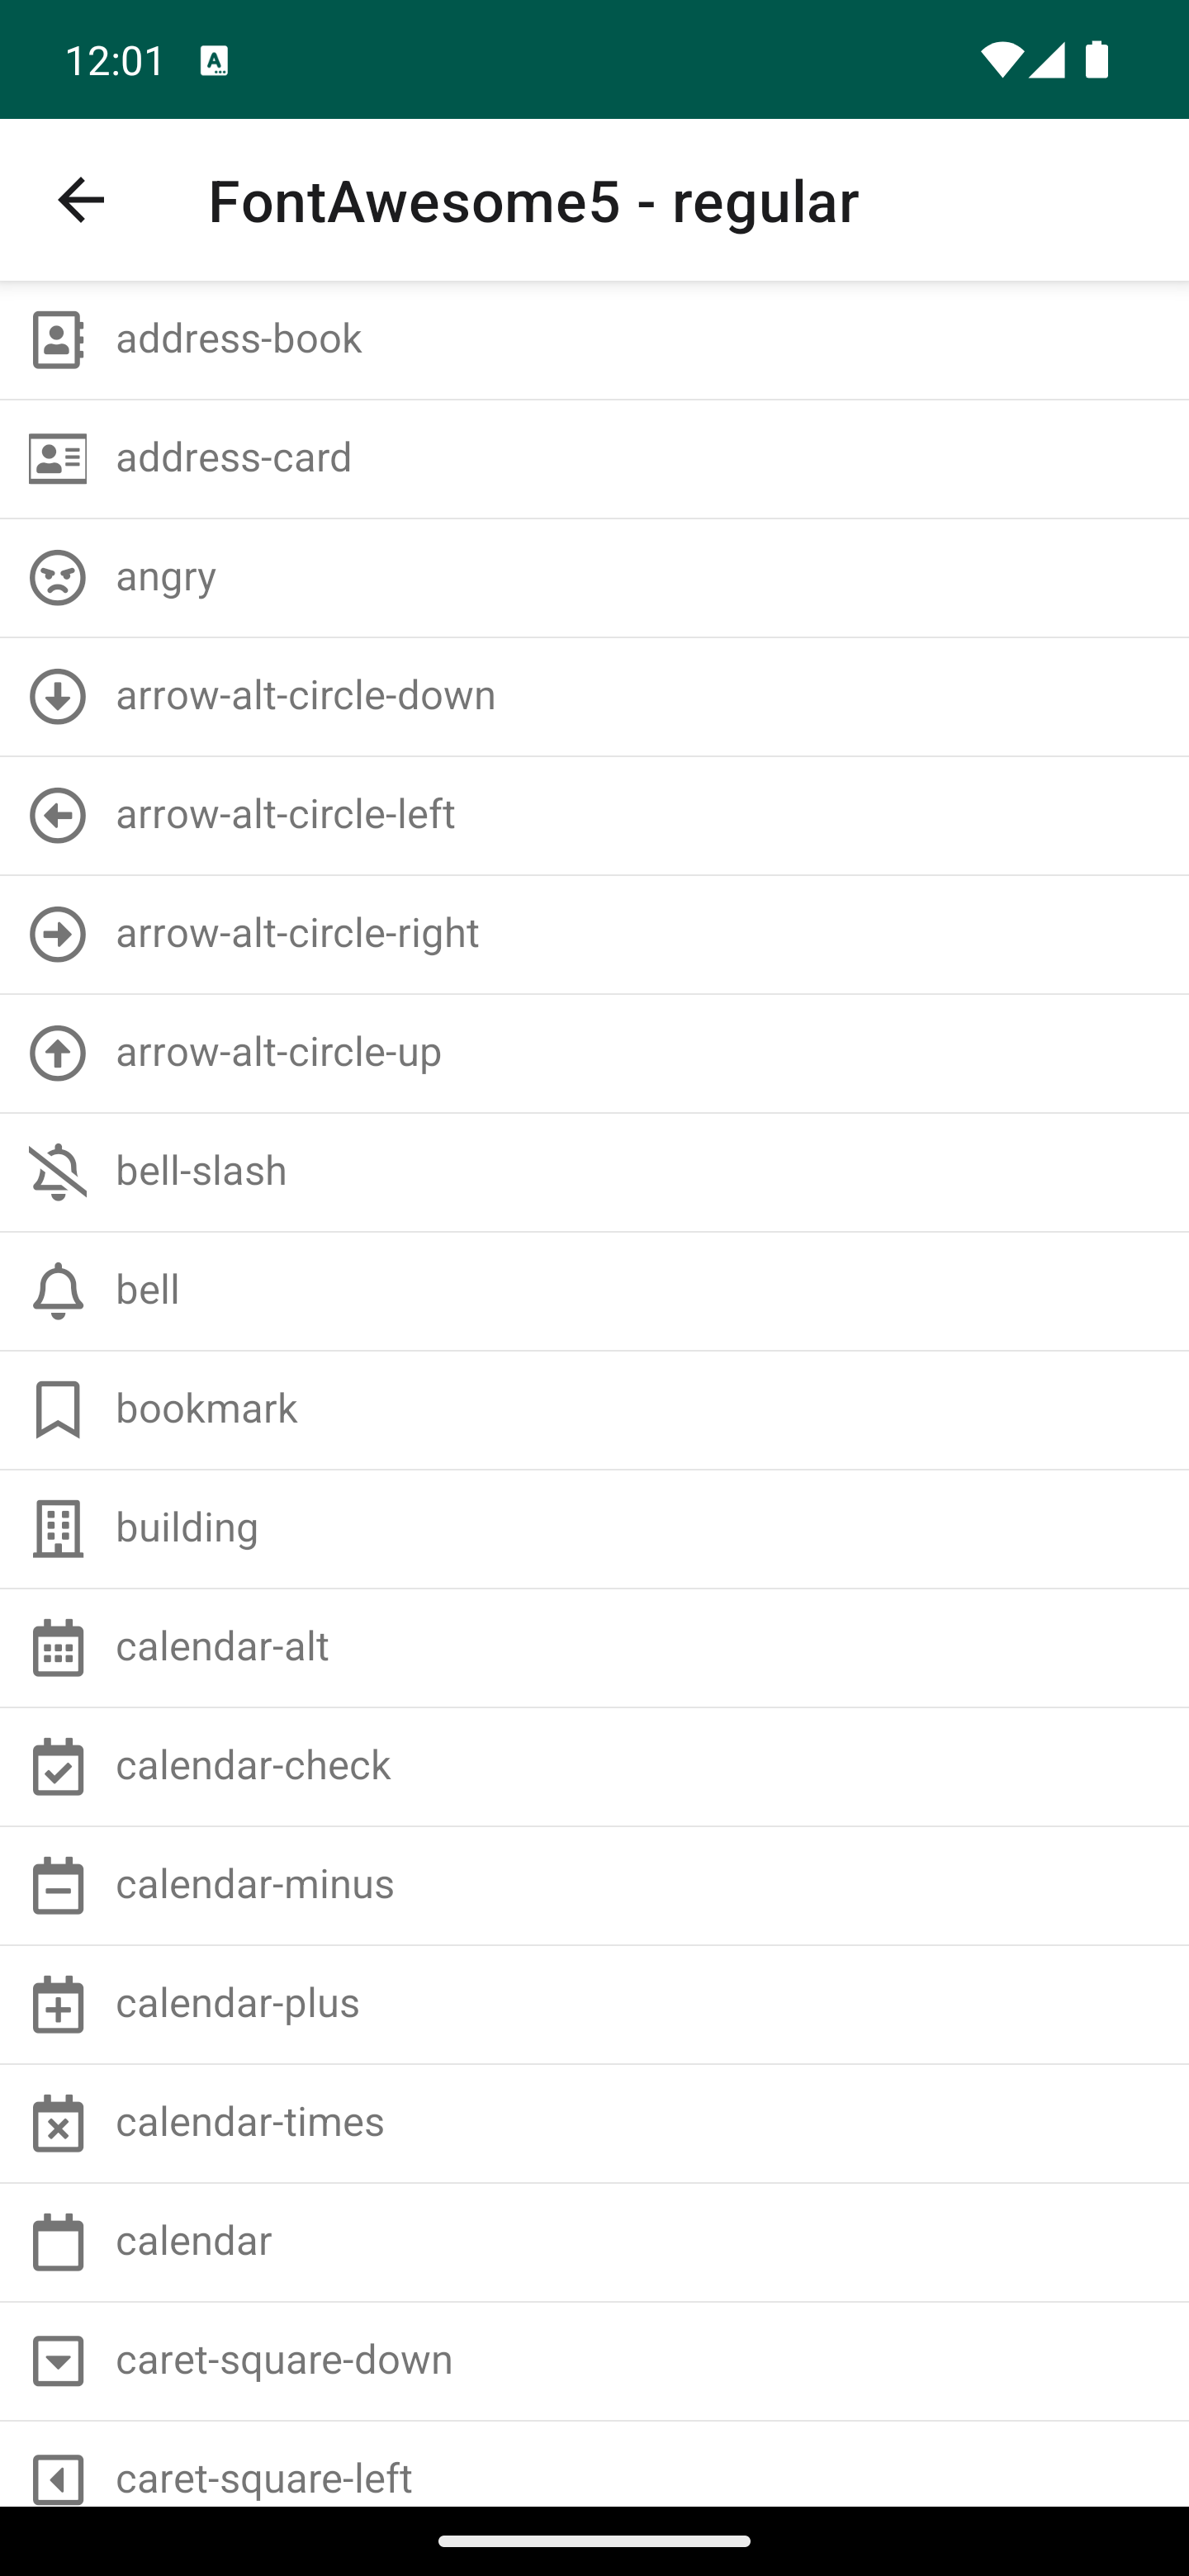 12:01
FontAwesome5 - regular
address-book
address-card
angry
arrow-alt-circle-down
arrow-alt-circle-left
arrow-alt-circle-right
arrow-alt-circle-up
bell-slash
bell
bookmark
building
calendar-alt
calendar-check
calendar-minus
calendar-plus
calendar-times
calendar
caret-square-down
caret-square-left